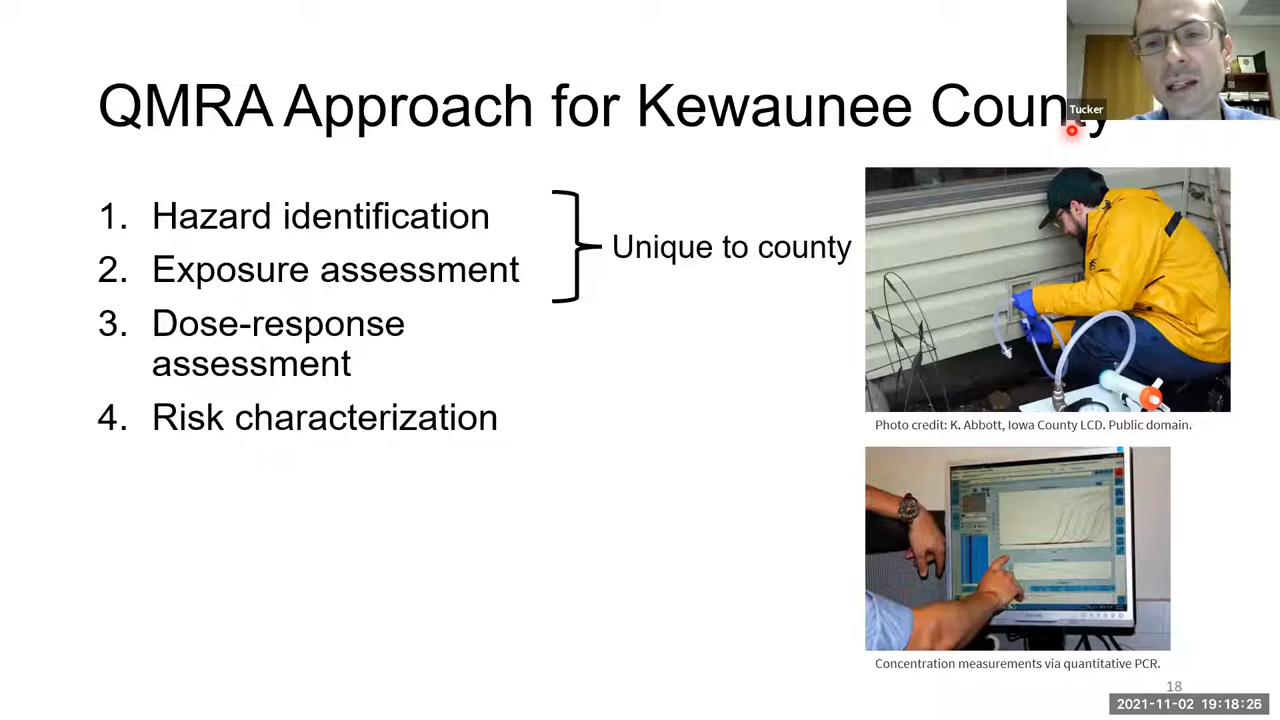 QMRA Approach for Kewaunee County
Tucker
1. Hazard identification
2. Exposure assessment
Unique to county
3. Dose-response
assessment
4. Risk characterization
Photo credit: K. Abbott, Iowa County LCD. Public domain.
Concentration measurements via quantitative PCR.
18
2021-11-02 19:18:26